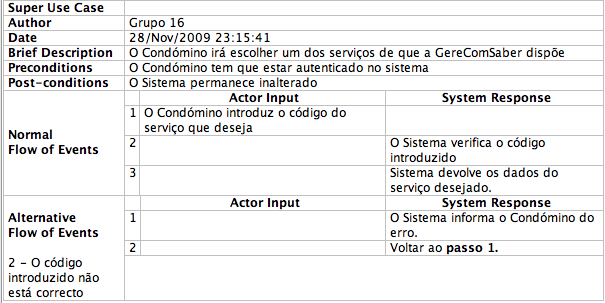 Super Use Case
Author Grupo 16
Date 28/Nov/2009 23:15:41
Brief Description O Condómino irá escolher um dos serviços de que a GereComSaber dispõe
Preconditions O Condómino tem que estar autenticado no sistema
Post-conditions O Sistema permanece inalterado
Normal
Flow of Events
Actor Input System Response
1 O Condómino introduz o código do
serviço que deseja
2 O Sistema verifica o código
introduzido
3 Sistema devolve os dados do
serviço desejado.
Alternative
Flow of Events
2 - O código
introduzido não
está correcto
Actor Input System Response
1 O Sistema informa o Condómino do
erro.
2 Voltar ao passo 1.